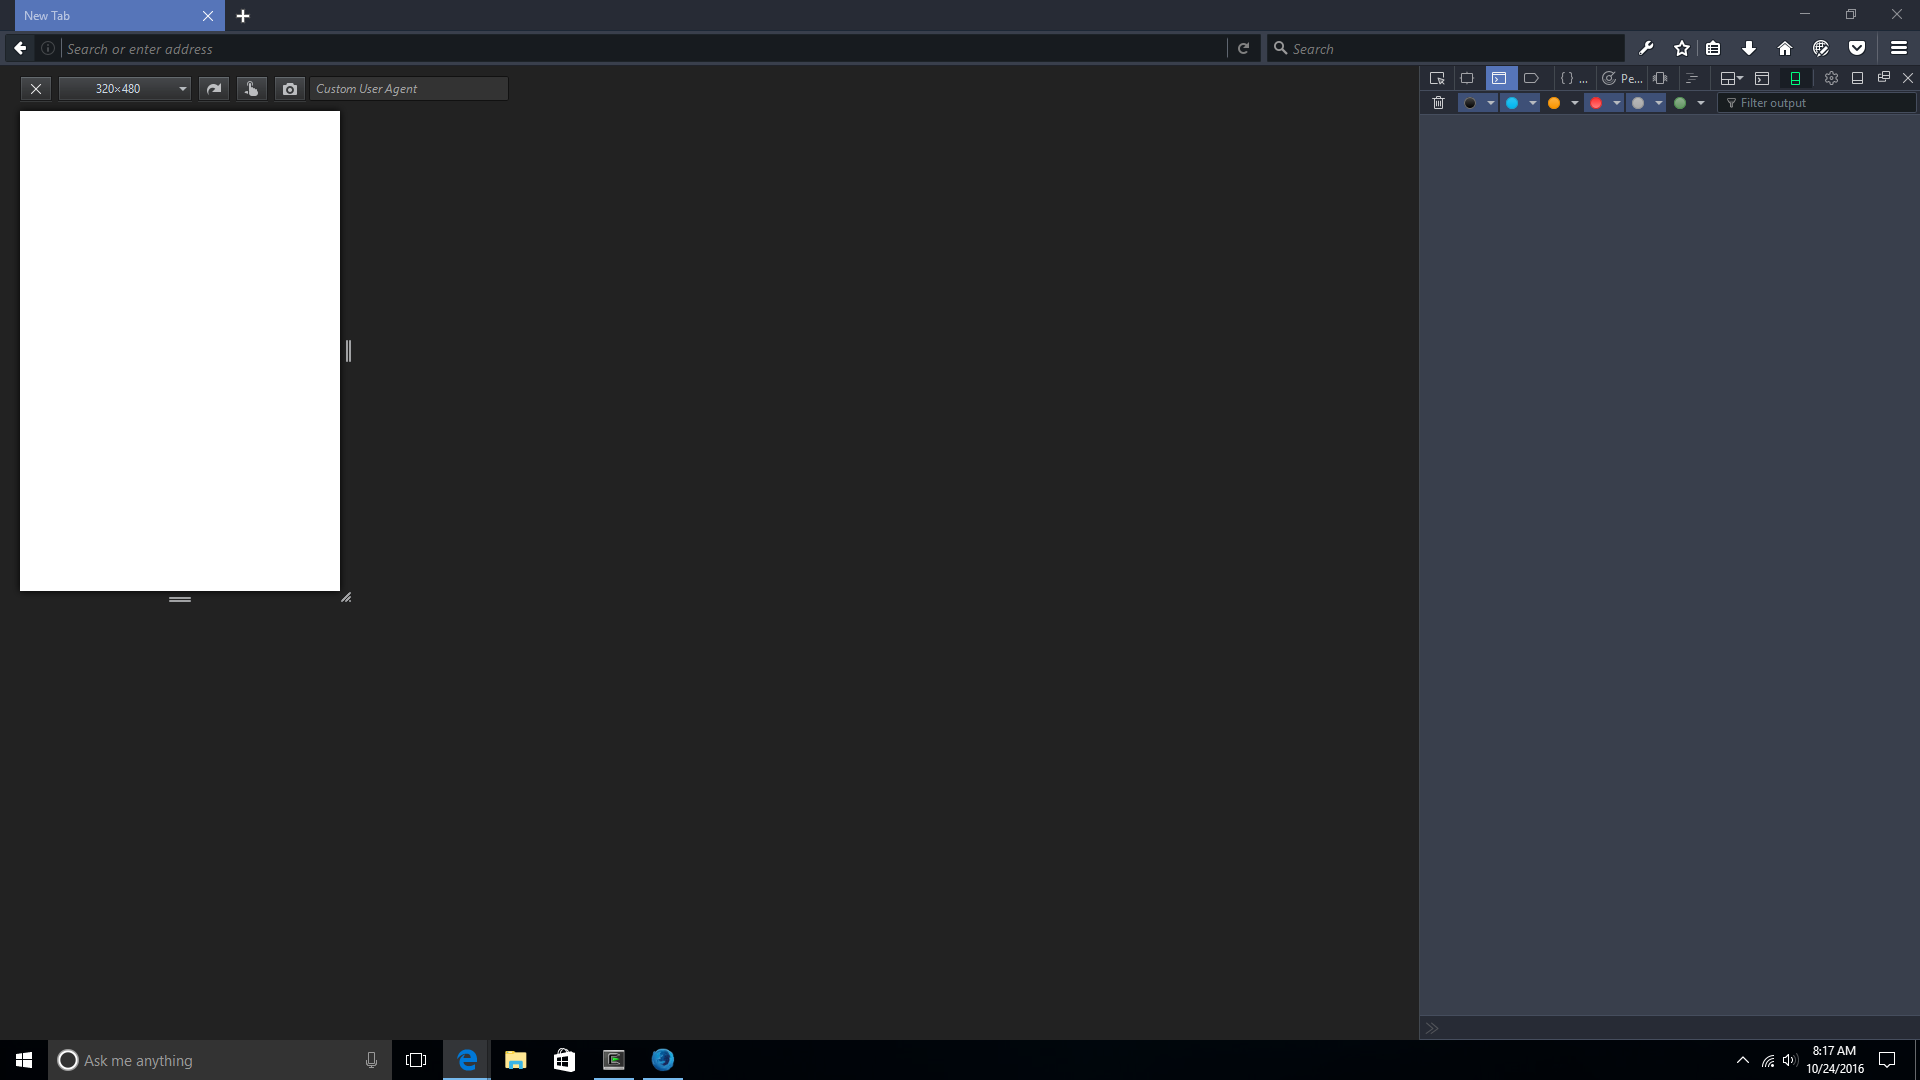 New Tab
Search or enter address
Search
320×480
Custom User Agent
{ } ...
Pe...
Filter output
Ask me anything
8:17 AM
10/24/2016